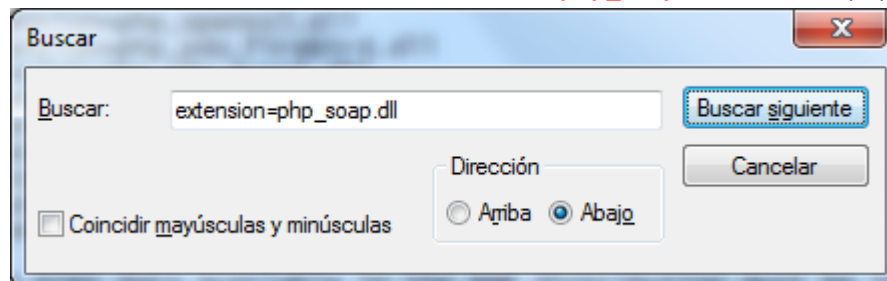 Buscar
Buscar:
extension=php_soap.dll
Buscar siguiente
Dirección
Cancelar
Arriba
Abajo
Coincidir mayúsculas y minúsculas